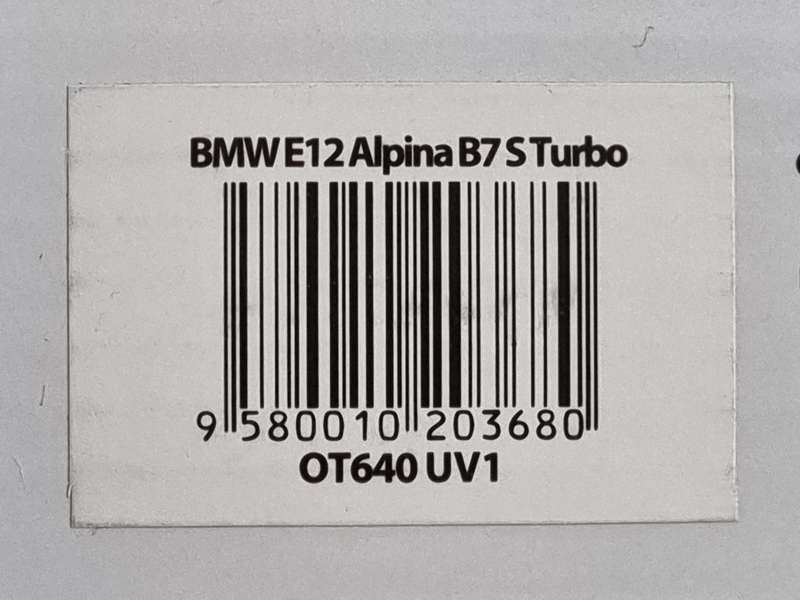 BMW E12 Alpina B7 S Turbo
9 580010 203680
OT640 UV1